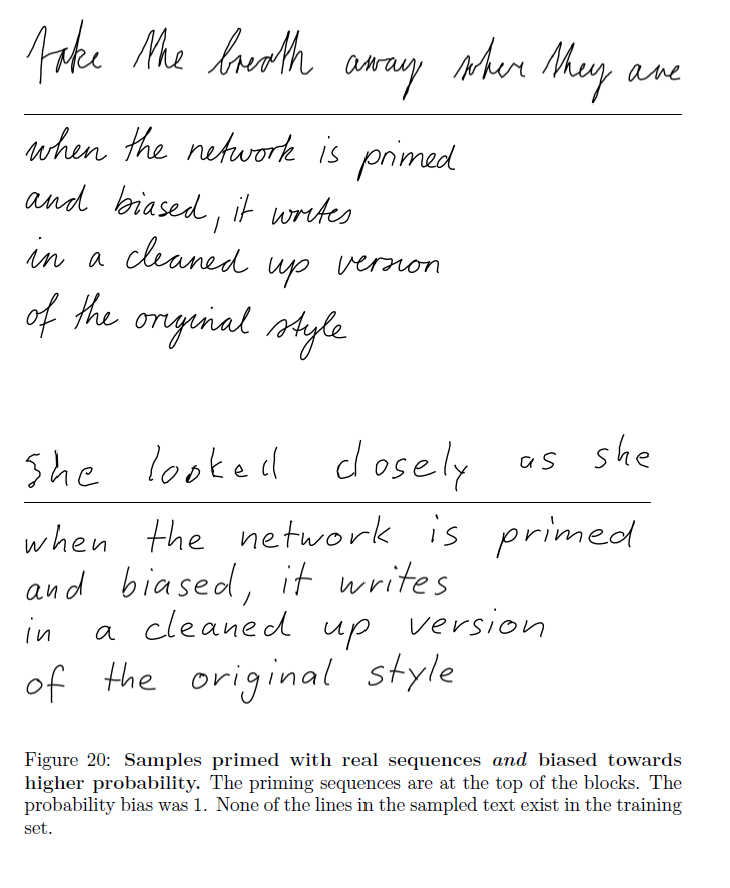 take the breath away when they are
when the network is primed
and biased, it writes
in a cleaned up version
of the original style
She looked closely as she
when the network is primed
and biased, it writes
in a cleaned up version
of the original style
Figure 20: Samples primed with real sequences and biased towards
higher probability. The priming sequences are at the top of the blocks. The
probability bias was 1. None of the lines in the sampled text exist in the training
set.